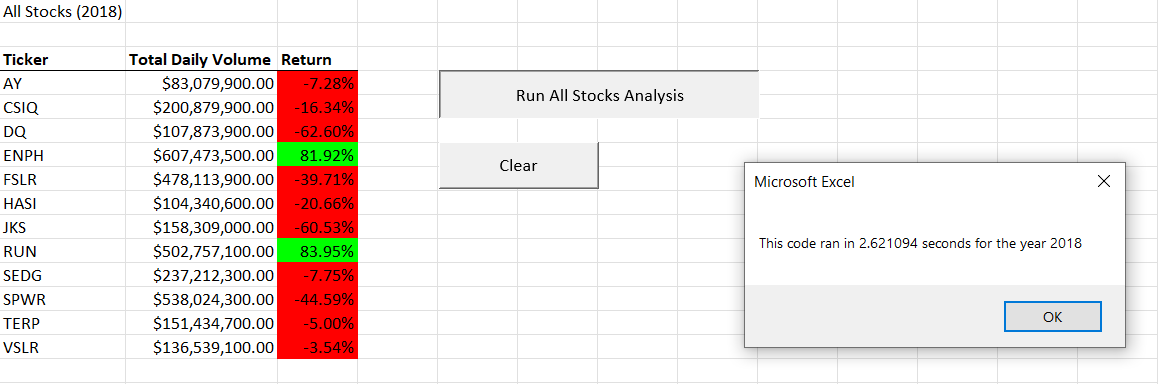 All Stocks (2018)
Ticker Total Daily Volume Return
AY $83,079,900.00 -7.28%
CSIQ $200,879,900.00 -16.34%
DQ $107,873,900.00 -62.60%
ENPH $607,473,500.00 81.92%
FSLR $478,113,900.00 -39.71%
HASI $104,340,600.00 -20.66%
JKS $158,309,000.00 -60.53%
RUN $502,757,100.00 83.95%
SEDG $237,212,300.00 -7.75%
SPWR $538,024,300.00 -44.59%
TERP $151,434,700.00 -5.00%
VSLR $136,539,100.00 -3.54%
Run All Stocks Analysis
Clear
Microsoft Excel
This code ran in 2.621094 seconds for the year 2018
OK